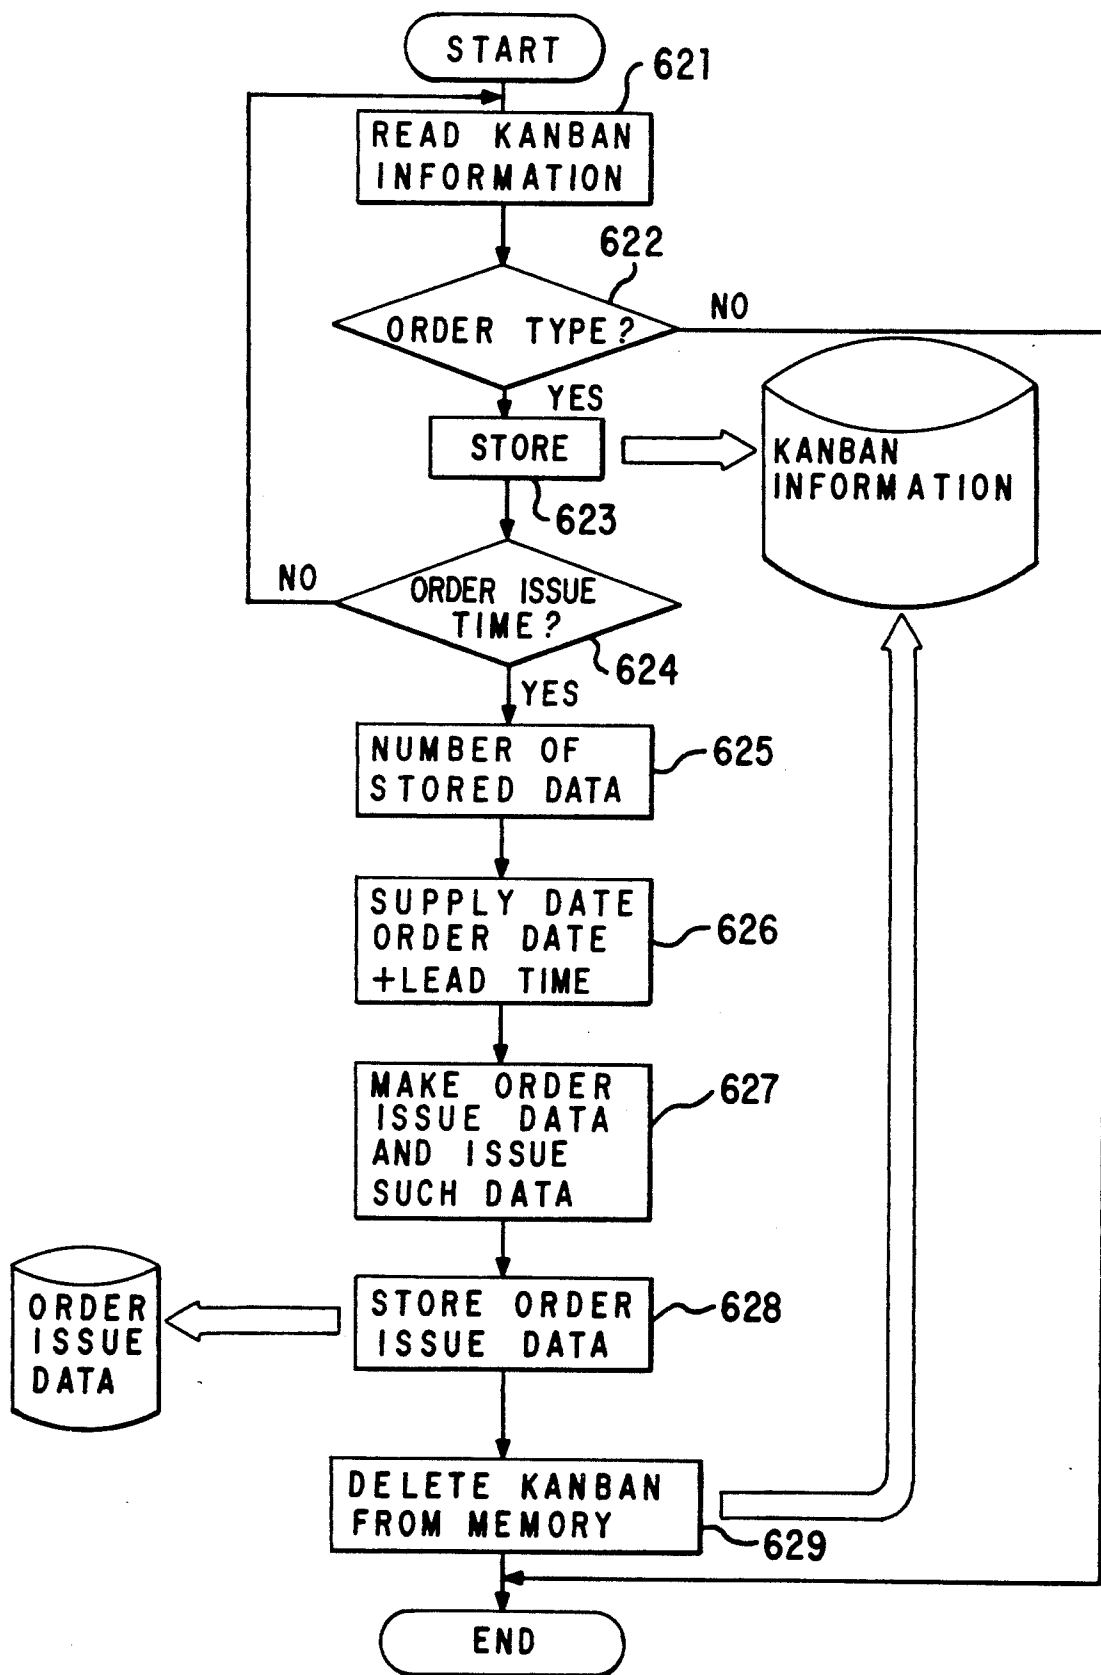 START
621
READ KANBAN
INFORMATION
622
ORDER TYPE?
NO
YES
STORE
623
KANBAN
INFORMATION
ORDER ISSUE
TIME?
NO
624
YES
NUMBER OF
STORED DATA
625
SUPPLY DATE
ORDER DATE
+LEAD TIME
626
MAKE ORDER
ISSUE DATA
AND ISSUE
SUCH DATA
627
STORE ORDER
ISSUE DATA
628
ORDER
ISSUE
DATA
DELETE KANBAN
FROM MEMORY
629
END